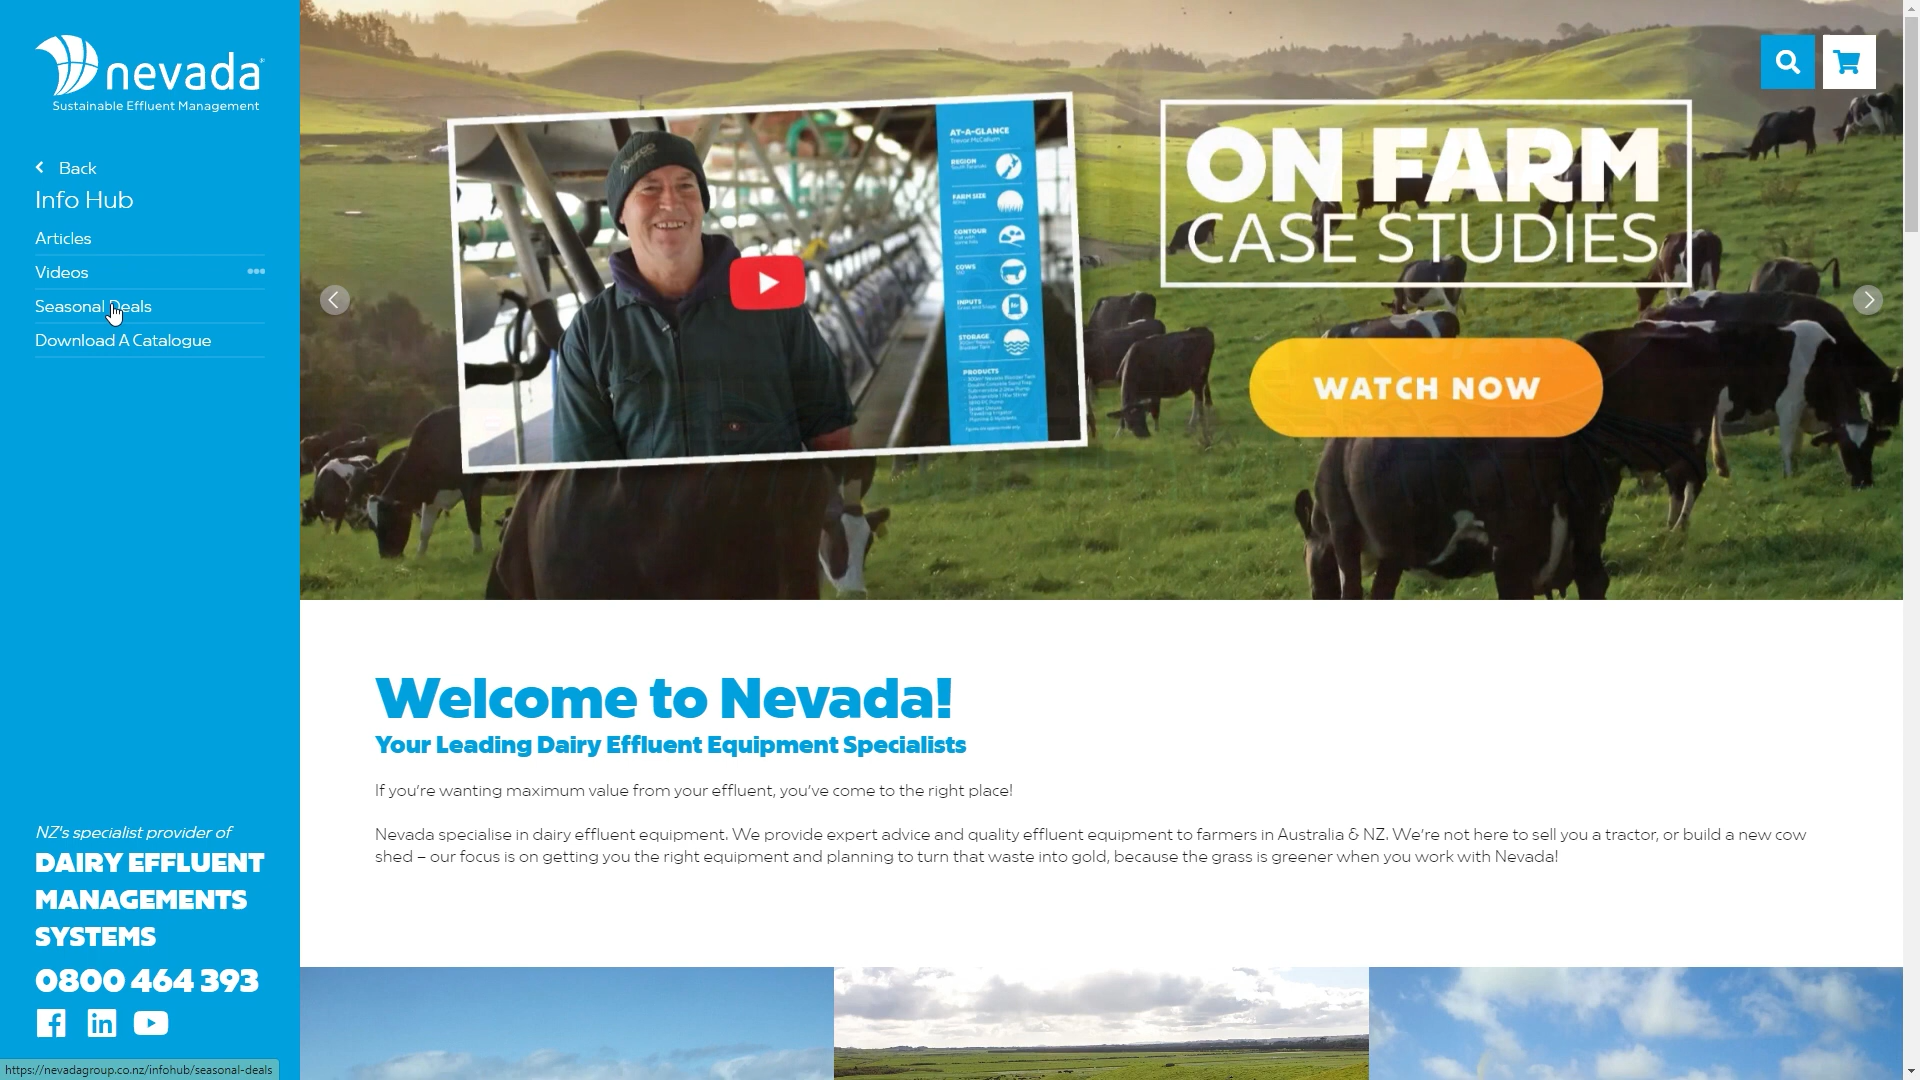 nevada
Sustainable Effluent Management
Back
Info Hub
Articles
Videos
Seasonal Deals
Download A Catalogue
NZ's specialist provider of
DAIRY EFFLUENT
MANAGEMENTS
SYSTEMS
0800 464 393
https://nevadagroup.co.nz/infohub/seasonal-deals
AT-A-GLANCE
Trevor McCallum
REGION
South Taranaki
FARM SIZE
CONTOUR
COWS
INPUTS
STORAGE
PRODUCTS
ON FARM
CASE STUDIES
WATCH NOW
Welcome to Nevada!
Your Leading Dairy Effluent Equipment Specialists
If you're wanting maximum value from your effluent, you've come to the right place!
Nevada specialise in dairy effluent equipment. We provide expert advice and quality effluent equipment to farmers in Australia & NZ. We're not here to sell you a tractor, or build a new cow
shed – our focus is on getting you the right equipment and planning to turn that waste into gold, because the grass is greener when you work with Nevada!